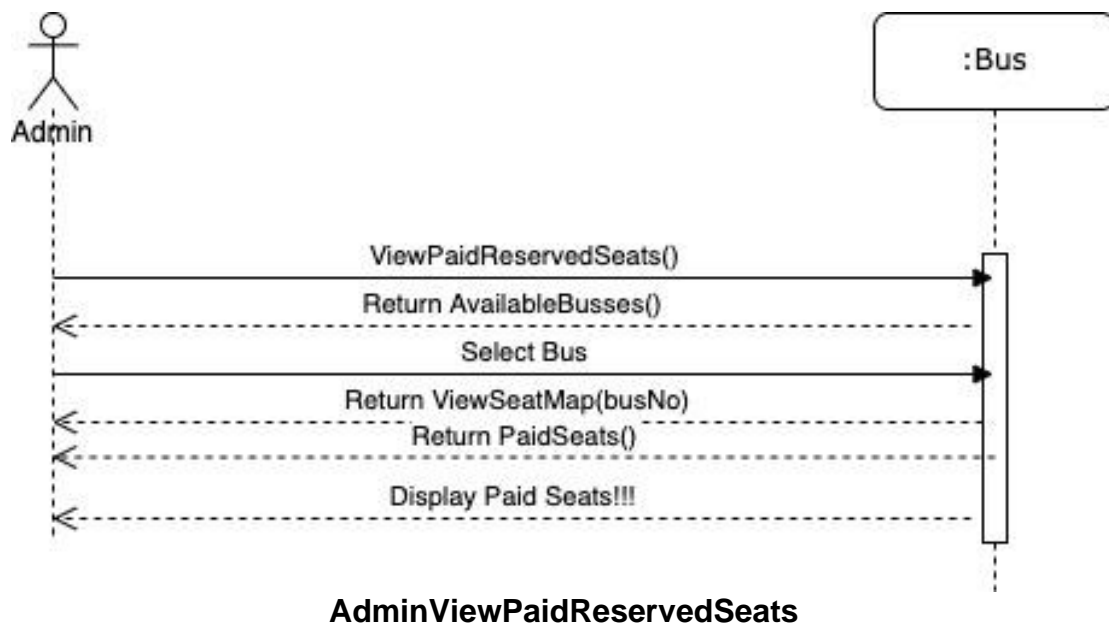 :Bus
Admin
ViewPaidReservedSeats()
Return AvailableBusses()
Select Bus
Return ViewSeatMap(busNo)
Return PaidSeats()
Display Paid Seats!!!
AdminViewPaidReservedSeats